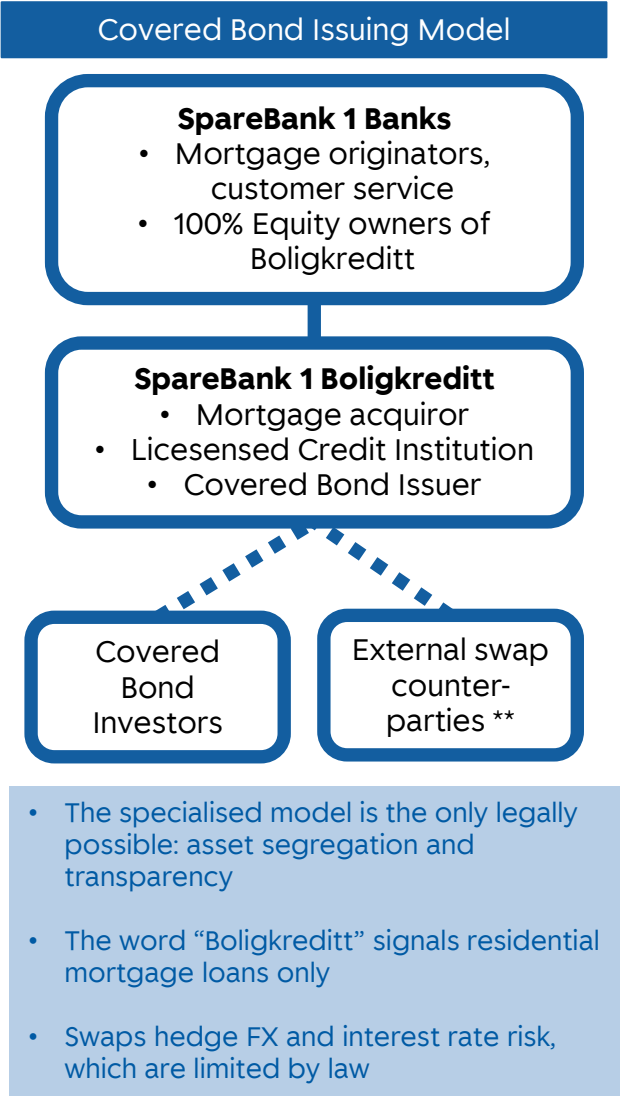 Covered Bond Issuing Model
SpareBank 1 Banks
• Mortgage originators,
customer service
• 100% Equity owners of
Boligkreditt
SpareBank 1 Boligkreditt
• Mortgage acquiror
• Licesensed Credit Institution
• Covered Bond Issuer
Covered
Bond
Investors
External swap
counter-
parties **
• The specialised model is the only legally
possible: asset segregation and
transparency
• The word “Boligkreditt” signals residential
mortgage loans only
• Swaps hedge FX and interest rate risk,
which are limited by law